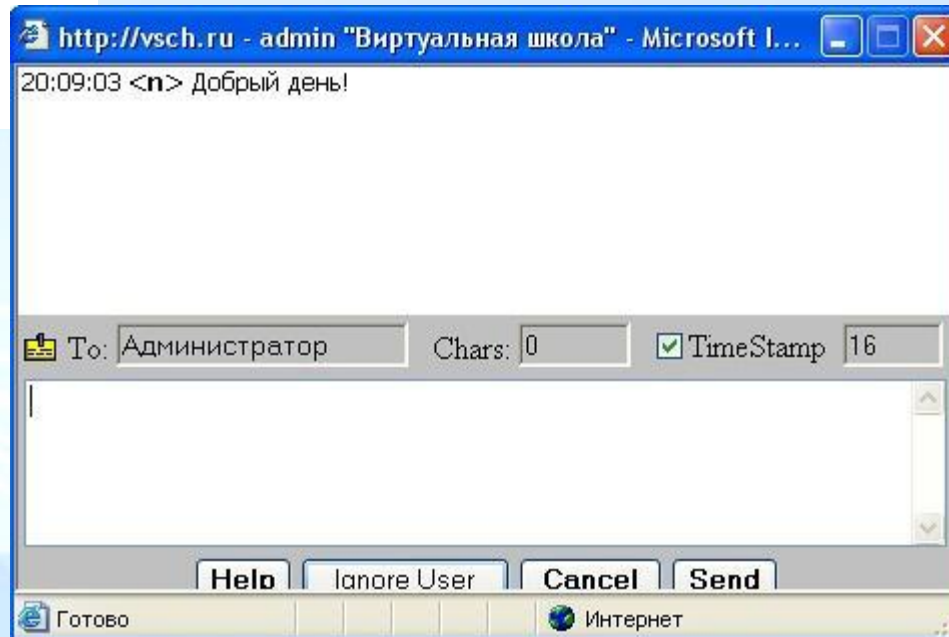 http://vsch.ru - admin "Виртуальная школа" - Microsoft I...
20:09:03 <n> Добрый день!
To: Администратор Chars: 0 TimeStamp 16
Help Ignore User Cancel Send
Готово Интернет